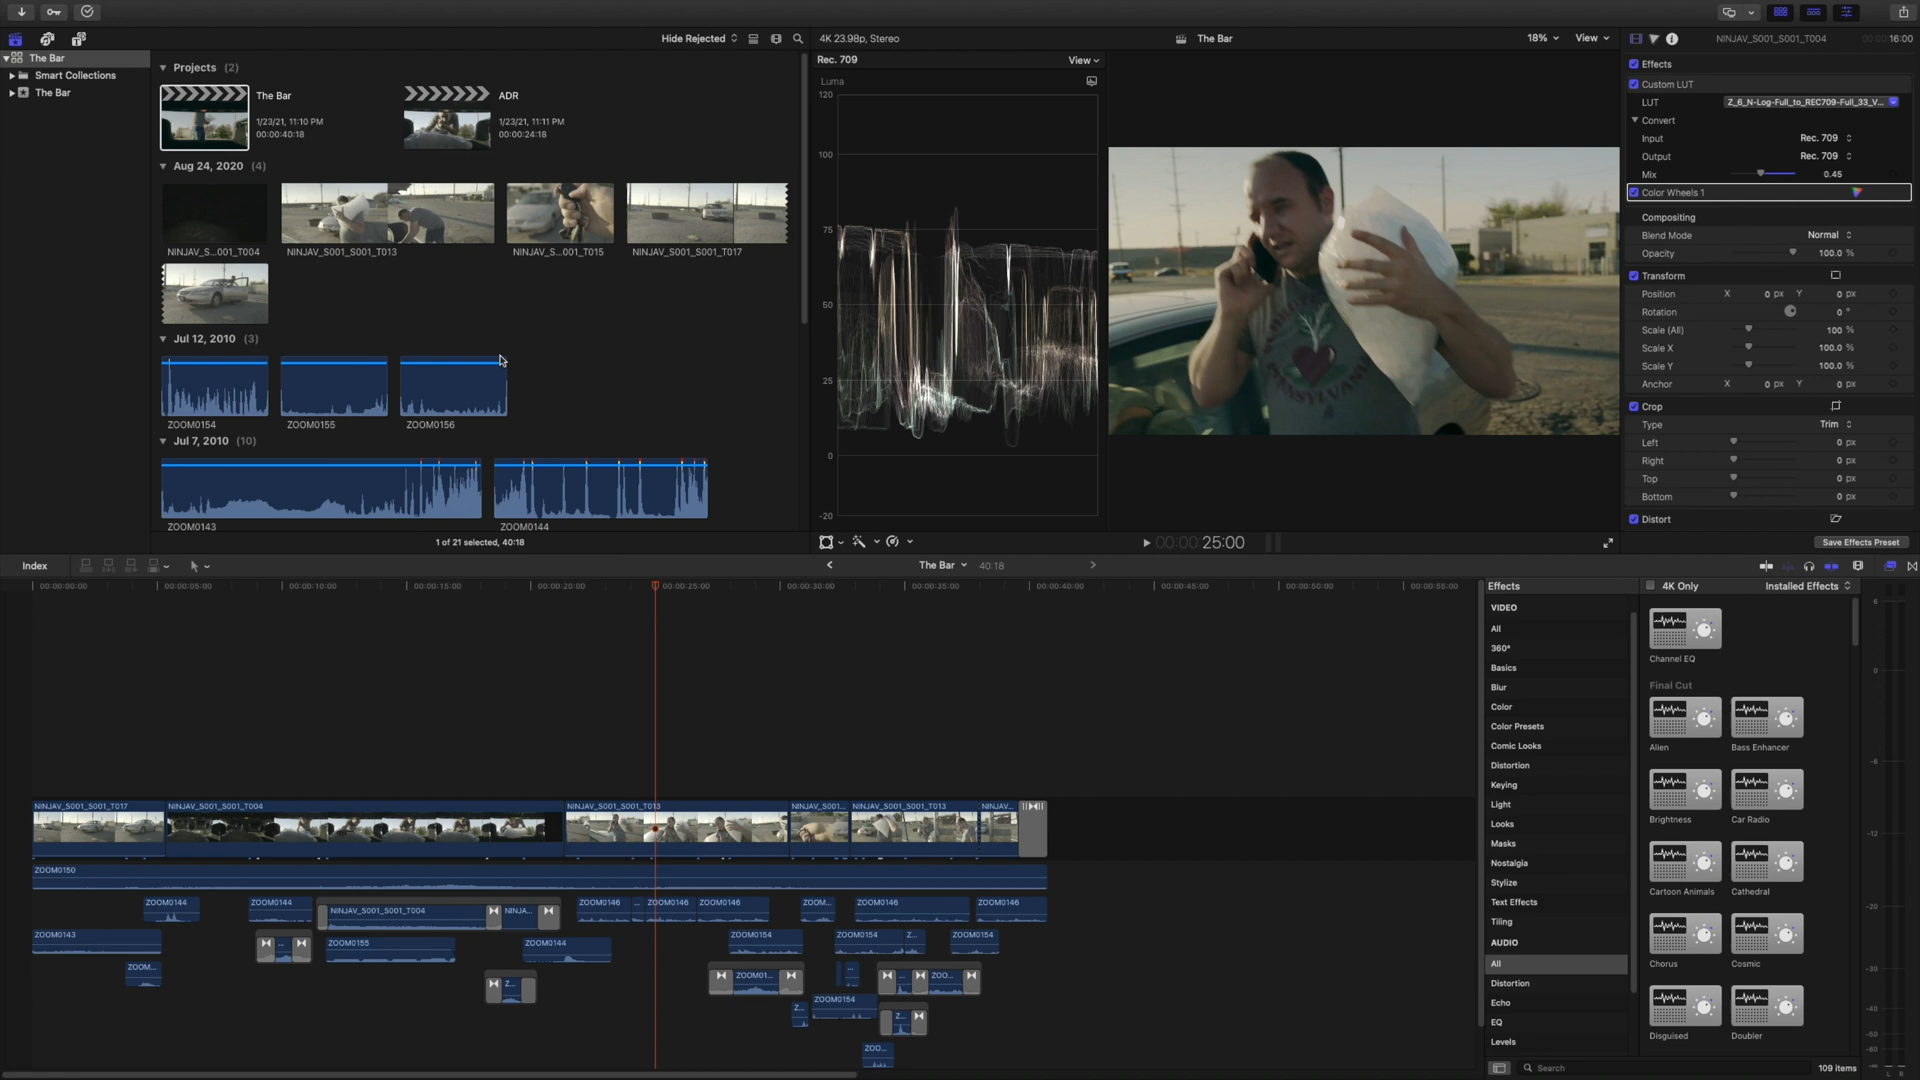 Hide Rejected
4K 23.98p, Stereo
The Bar
18%
View
NINJAV_S001_S001_T004
00:00:16:00
The Bar
Smart Collections
The Bar
Projects (2)
The Bar
1/23/21, 11:10 PM
00:00:40:18
ADR
1/23/21, 11:11 PM
00:00:24:18
Aug 24, 2020 (4)
NINJAV_S...001_T004
NINJAV_S001_S001_T013
NINJAV_S...001_T015
NINJAV_S001_S001_T017
Jul 12, 2010 (3)
ZOOM0154
ZOOM0155
ZOOM0156
Jul 7, 2010 (10)
ZOOM0143
ZOOM0144
1 of 21 selected, 40:18
Rec. 709
View
Luma
120
100
75
50
25
0
-20
00:00:25:00
Effects
Custom LUT
LUT Z_6_N-Log-Full_to_REC709-Full_33_V...
Convert
Input Rec. 709
Output Rec. 709
Mix 0.45
Color Wheels 1
Compositing
Blend Mode Normal
Opacity 100.0 %
Transform
Position X 0 px Y 0 px
Rotation 0 °
Scale (All) 100 %
Scale X 100.0 %
Scale Y 100.0 %
Anchor X 0 px Y 0 px
Crop
Type Trim
Left 0 px
Right 0 px
Top 0 px
Bottom 0 px
Distort
Save Effects Preset
Index
The Bar
40:18
00:00:00:00
00:00:05:00
00:00:10:00
00:00:15:00
00:00:20:00
00:00:25:00
00:00:30:00
00:00:35:00
00:00:40:00
00:00:45:00
00:00:50:00
00:00:55:00
NINJAV_S001_S001_T017
NINJAV_S001_S001_T004
NINJAV_S001_S001_T013
NINJAV_S001...
NINJAV_S001_S001_T013
NINJAV...
ZOOM0150
ZOOM0144
ZOOM0144
NINJAV_S001_S001_T004
NINJA...
ZOOM0146
...
ZOOM0146
ZOOM0146
ZOOM...
ZOOM0146
ZOOM0146
ZOOM0143
...
ZOOM0155
ZOOM0144
ZOOM0154
ZOOM0154
Z...
ZOOM0154
ZOOM...
Z...
ZOOM01...
...
...
ZOO...
Z...
ZOOM0154
Z...
ZOO...
Effects
VIDEO
All
360°
Basics
Blur
Color
Color Presets
Comic Looks
Distortion
Keying
Light
Looks
Masks
Nostalgia
Stylize
Text Effects
Tiling
AUDIO
All
Distortion
Echo
EQ
Levels
4K Only
Installed Effects
Channel EQ
Final Cut
Alien
Bass Enhancer
Brightness
Car Radio
Cartoon Animals
Cathedral
Chorus
Cosmic
Disguised
Doubler
Search
109 items
6
0
-6
-12
-20
-30
-40
-50
-60
L R